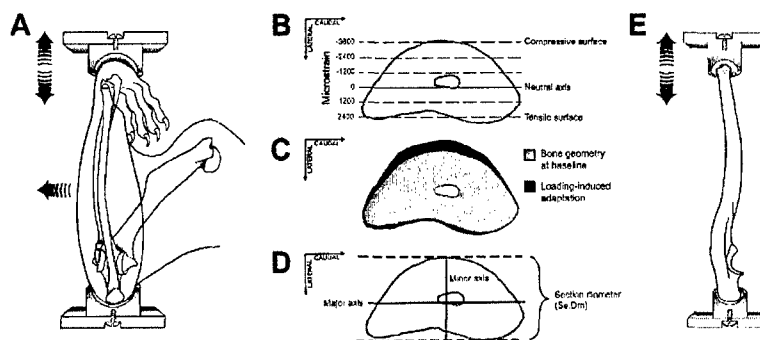 A
B
LATERAL
CAUDAL
Microstrain
-3600
-2400
-1200
0
1200
2400
Compressive surface
Neutral axis
Tensile surface
C
LATERAL
CAUDAL
Bone geometry
at baseline
Loading-induced
adaptation
D
LATERAL
CAUDAL
Minor axis
Major axis
Section diameter
(Se.Dm)
E